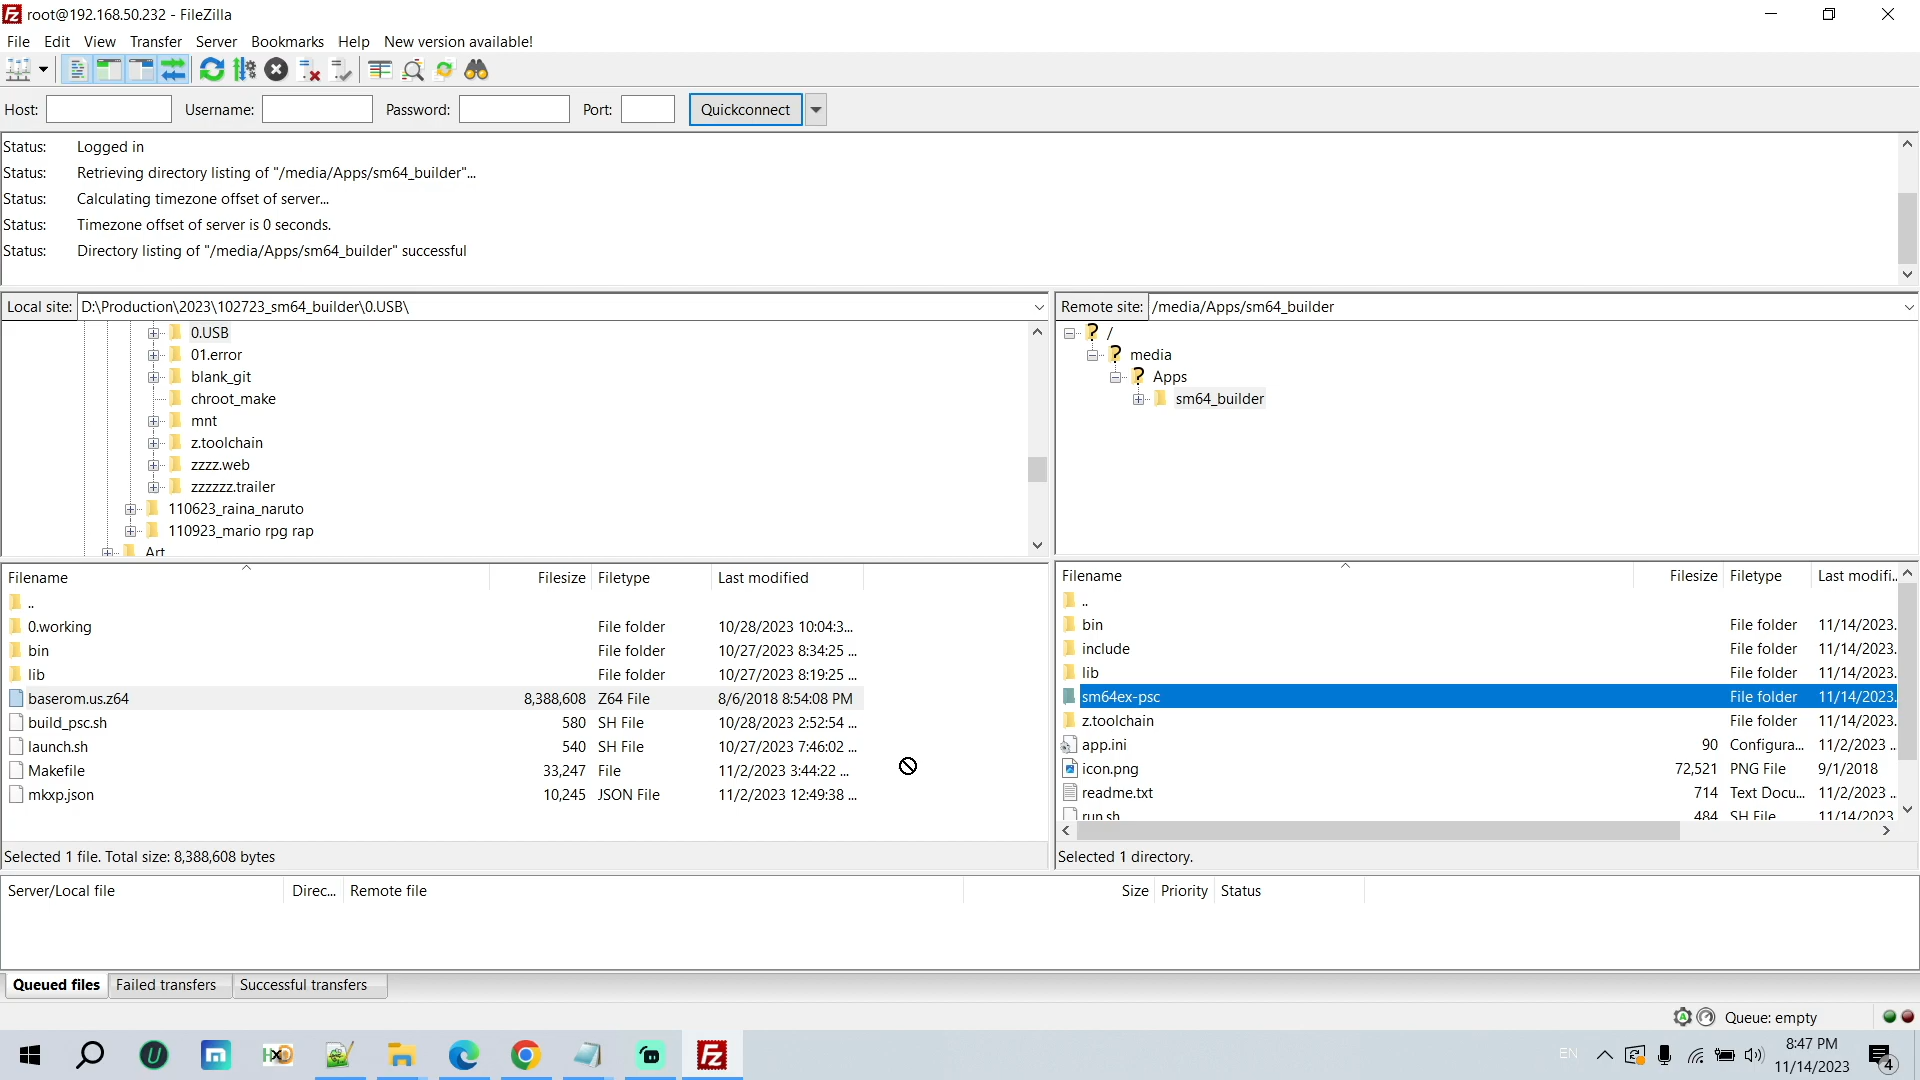 root@192.168.50.232 - FileZilla
File Edit View Transfer Server Bookmarks Help New version available!
Host: Username: Password: Port: Quickconnect
Status: Logged in
Status: Retrieving directory listing of "/media/Apps/sm64_builder"...
Status: Calculating timezone offset of server...
Status: Timezone offset of server is 0 seconds.
Status: Directory listing of "/media/Apps/sm64_builder" successful
Local site: D:\Production\2023\102723_sm64_builder\0.USB\
0.USB
01.error
blank_git
chroot_make
mnt
z.toolchain
zzzz.web
zzzzzz.trailer
110623_raina_naruto
110923_mario rpg rap
Art
Remote site: /media/Apps/sm64_builder
/
media
Apps
sm64_builder
Filename Filesize Filetype Last modified
..
0.working File folder 10/28/2023 10:04:3...
bin File folder 10/27/2023 8:34:25 ...
lib File folder 10/27/2023 8:19:25 ...
baserom.us.z64 8,388,608 Z64 File 8/6/2018 8:54:08 PM
build_psc.sh 580 SH File 10/28/2023 2:52:54 ...
launch.sh 540 SH File 10/27/2023 7:46:02 ...
Makefile 33,247 File 11/2/2023 3:44:22 ...
mkxp.json 10,245 JSON File 11/2/2023 12:49:38 ...
Selected 1 file. Total size: 8,388,608 bytes
Filename Filesize Filetype Last modifi...
..
bin File folder 11/14/2023.
include File folder 11/14/2023.
lib File folder 11/14/2023.
sm64ex-psc File folder 11/14/2023.
z.toolchain File folder 11/14/2023.
app.ini 90 Configura... 11/2/2023 ..
icon.png 72,521 PNG File 9/1/2018
readme.txt 714 Text Docu... 11/2/2023 ..
run.sh 484 SH File 11/14/2023
Selected 1 directory.
Server/Local file Direc... Remote file Size Priority Status
Queued files Failed transfers Successful transfers
Queue: empty
EN
8:47 PM
11/14/2023
4